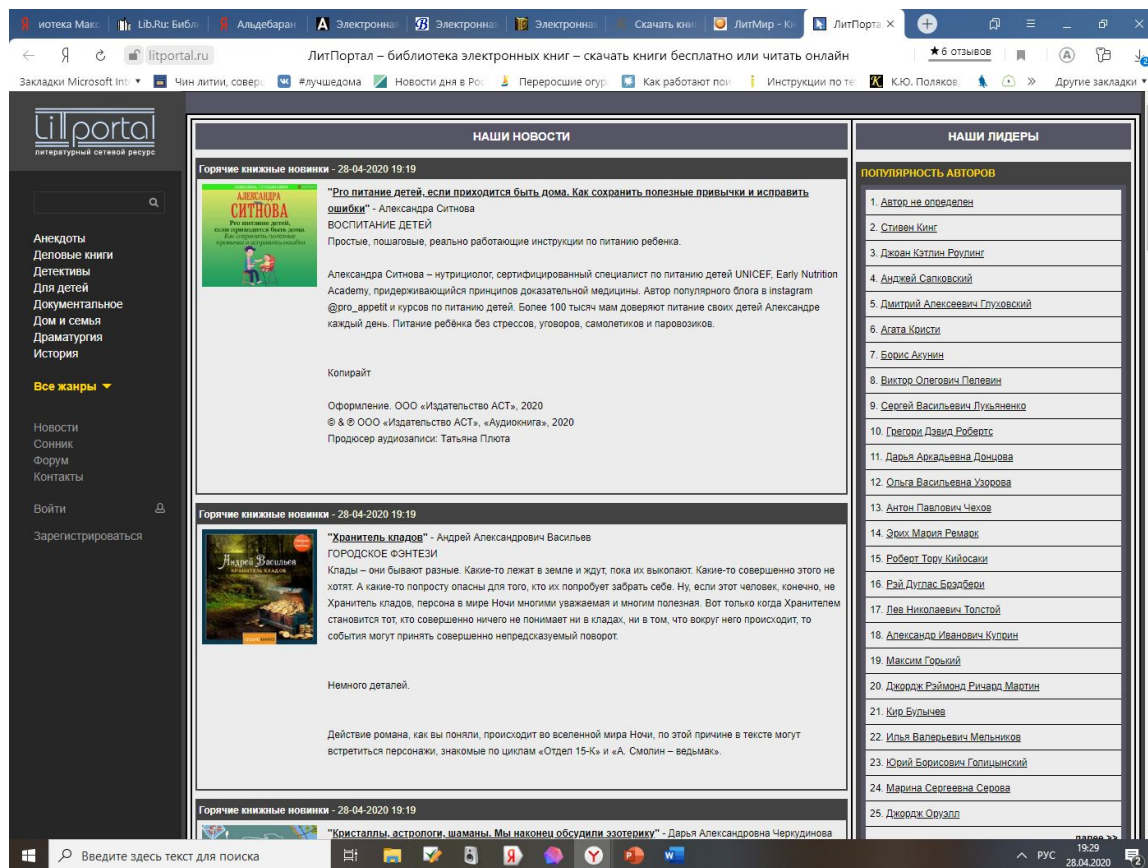 иотека Макс
Lib.Ru: Библ
Альдебаран
Электронна
Электронна
Электронна
Скачать кни
ЛитМир - Кн
ЛитПорта
litportal.ru
ЛитПортал – библиотека электронных книг – скачать книги бесплатно или читать онлайн
★6 отзывов
Закладки Microsoft Int
Чин литии, соверш
#лучшедома
Новости дня в Рос
Переросшие огур
Как работают пои
Инструкции по те
К.Ю. Поляков,
Другие закладки
LiTportal
литературный сетевой ресурс
Анекдоты
Деловые книги
Детективы
Для детей
Документальное
Дом и семья
Драматургия
История
Все жанры
Новости
Сонник
Форум
Контакты
Войти
Зарегистрироваться
НАШИ НОВОСТИ
Горячие книжные новинки - 28-04-2020 19:19
АЛЕКСАНДРА
СИТНОВА
Pro питание детей,
если приходится быть дома.
Как сохранить полезные
привычки и исправить ошибки
"Pro питание детей, если приходится быть дома. Как сохранить полезные привычки и исправить
ошибки" - Александра Ситнова
ВОСПИТАНИЕ ДЕТЕЙ
Простые, пошаговые, реально работающие инструкции по питанию ребенка.
Александра Ситнова – нутрициолог, сертифицированный специалист по питанию детей UNICEF, Early Nutrition
Academy, придерживающийся принципов доказательной медицины. Автор популярного блога в instagram
@pro_appetit и курсов по питанию детей. Более 100 тысяч мам доверяют питание своих детей Александре
каждый день. Питание ребёнка без стрессов, уговоров, самолетиков и паровозиков.
Копирайт
Оформление. ООО «Издательство АСТ», 2020
© & ℗ ООО «Издательство АСТ», «Аудиокнига», 2020
Продюсер аудиозаписи: Татьяна Плюта
Горячие книжные новинки - 28-04-2020 19:19
Андрей Васильев
ХРАНИТЕЛЬ КЛАДОВ
"Хранитель кладов" - Андрей Александрович Васильев
ГОРОДСКОЕ ФЭНТЕЗИ
Клады – они бывают разные. Какие-то лежат в земле и ждут, пока их выкопают. Какие-то совершенно этого не
хотят. А какие-то попросту опасны для того, кто их попробует забрать себе. Ну, если этот человек, конечно, не
Хранитель кладов, персона в мире Ночи многими уважаемая и многим полезная. Вот только когда Хранителем
становится тот, кто совершенно ничего не понимает ни в кладах, ни в том, что вокруг него происходит, то
события могут принять совершенно непредсказуемый поворот.
Немного деталей.
Действие романа, как вы поняли, происходит во вселенной мира Ночи, по этой причине в тексте могут
встретиться персонажи, знакомые по циклам «Отдел 15-К» и «А. Смолин – ведьмак».
Горячие книжные новинки - 28-04-2020 19:19
"Кристаллы, астрологи, шаманы. Мы наконец обсудили эзотерику" - Дарья Александровна Черкудинова
НАШИ ЛИДЕРЫ
ПОПУЛЯРНОСТЬ АВТОРОВ
1. Автор не определен
2. Стивен Кинг
3. Джоан Кэтлин Роулинг
4. Анджей Сапковский
5. Дмитрий Алексеевич Глуховский
6. Агата Кристи
7. Борис Акунин
8. Виктор Олегович Пелевин
9. Сергей Васильевич Лукьяненко
10. Грегори Дэвид Робертс
11. Дарья Аркадьевна Донцова
12. Ольга Васильевна Узорова
13. Антон Павлович Чехов
14. Эрих Мария Ремарк
15. Роберт Тору Кийосаки
16. Рэй Дуглас Брэдбери
17. Лев Николаевич Толстой
18. Александр Иванович Куприн
19. Максим Горький
20. Джордж Рэймонд Ричард Мартин
21. Кир Булычев
22. Илья Валерьевич Мельников
23. Юрий Борисович Голицынский
24. Марина Сергеевна Серова
25. Джордж Оруэлл
далее >>
Введите здесь текст для поиска
РУС
19:29
28.04.2020